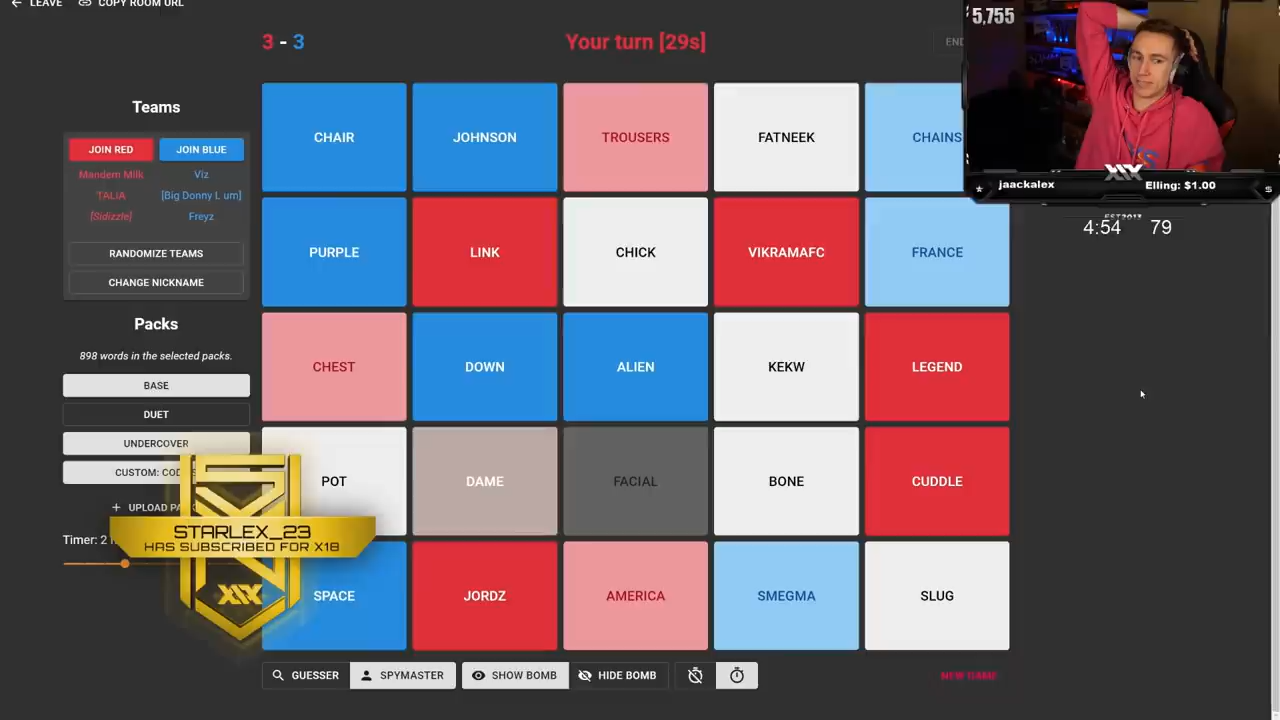 LEAVE COPY ROOM URL
3 - 3
Your turn [29s]
5,755
Teams
JOIN RED JOIN BLUE
Mandem Milk Viz
TALIA [Big Donny L um]
[Sidizzle] Freyz
RANDOMIZE TEAMS
CHANGE NICKNAME
Packs
898 words in the selected packs.
BASE
DUET
UNDERCOVER
CUSTOM:
Timer: 2
CHAIR JOHNSON TROUSERS FATNEEK CHAINS
PURPLE LINK CHICK VIKRAMAFC FRANCE
CHEST DOWN ALIEN KEKW LEGEND
POT DAME FACIAL BONE CUDDLE
SPACE JORDZ AMERICA SMEGMA SLUG
STARLEX_23
HAS SUBSCRIBED FOR X18
XIX
GUESSER SPYMASTER SHOW BOMB HIDE BOMB
NEW GAME
XIX
jaackalex Elling: $1.00
4:54 79